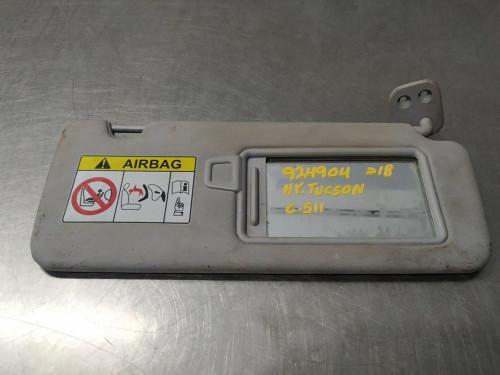 AIRBAG
924904 >18
HY.TUCSON
C-511